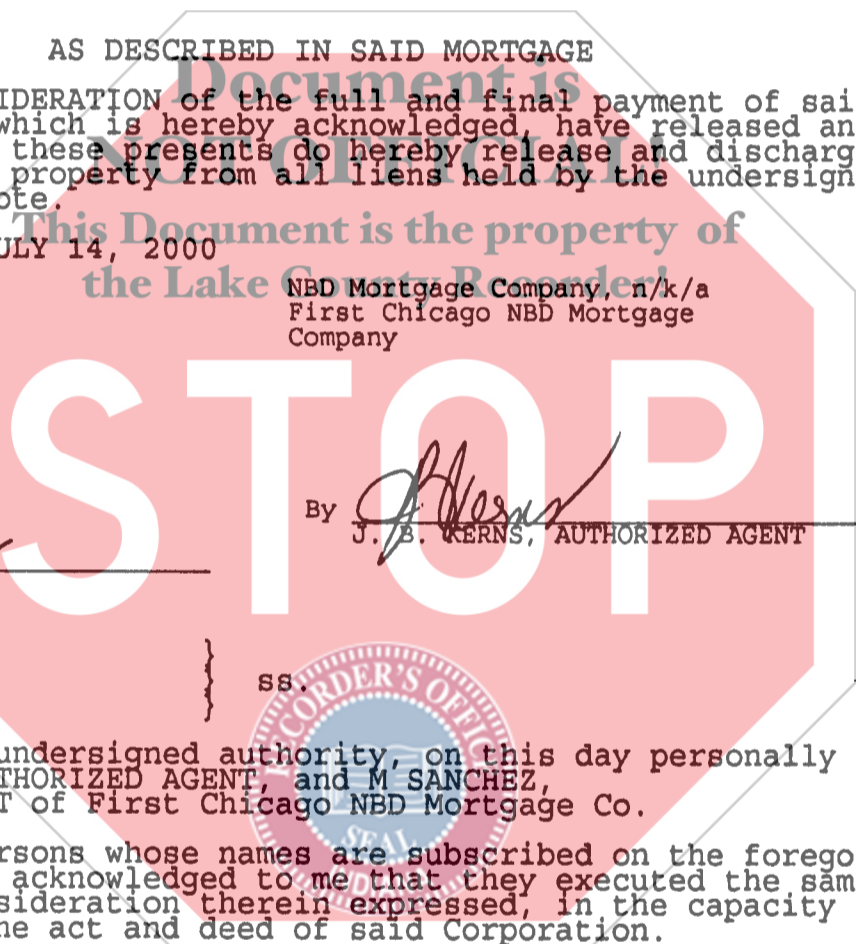 AS DESCRIBED IN SAID MORTGAGE
Document is
IDERATION of the full and final payment of sai
which is hereby acknowledged, have released an
NOT OFFICIAL!
these presents do hereby release and discharg
property from all liens held by the undersign
ote.
This Document is the property of
ULY 14, 2000
the Lake County Recorder!
NBD Mortgage Company, n/k/a
First Chicago NBD Mortgage
Company
STOP
By J B Kerns
J. B. KERNS, AUTHORIZED AGENT
ss.
RECORDER'S OFFICE
undersigned authority, on this day personally
THORIZED AGENT, and M SANCHEZ,
T of First Chicago NBD Mortgage Co.
SEAL
rsons whose names are subscribed on the forego
acknowledged to me that they executed the sam
INDIANA
sideration therein expressed, in the capacity
he act and deed of said Corporation.